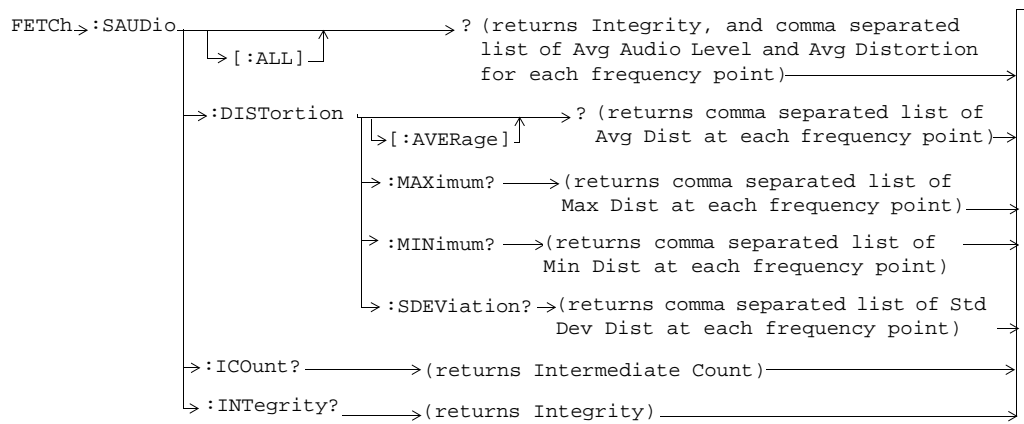 FETCh :SAUDio ? (returns Integrity, and comma separated
[:ALL] list of Avg Audio Level and Avg Distortion
for each frequency point)
:DISTortion ? (returns comma separated list of
[:AVERage] Avg Dist at each frequency point)
:MAXimum? (returns comma separated list of
Max Dist at each frequency point)
:MINimum? (returns comma separated list of
Min Dist at each frequency point)
:SDEViation? (returns comma separated list of Std
Dev Dist at each frequency point)
:ICOunt? (returns Intermediate Count)
:INTegrity? (returns Integrity)